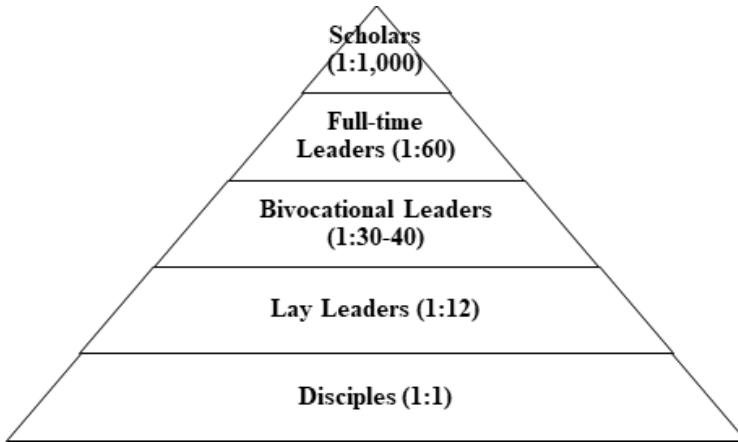 Scholars
(1:1,000)
Full-time
Leaders (1:60)
Bivocational Leaders
(1:30-40)
Lay Leaders (1:12)
Disciples (1:1)